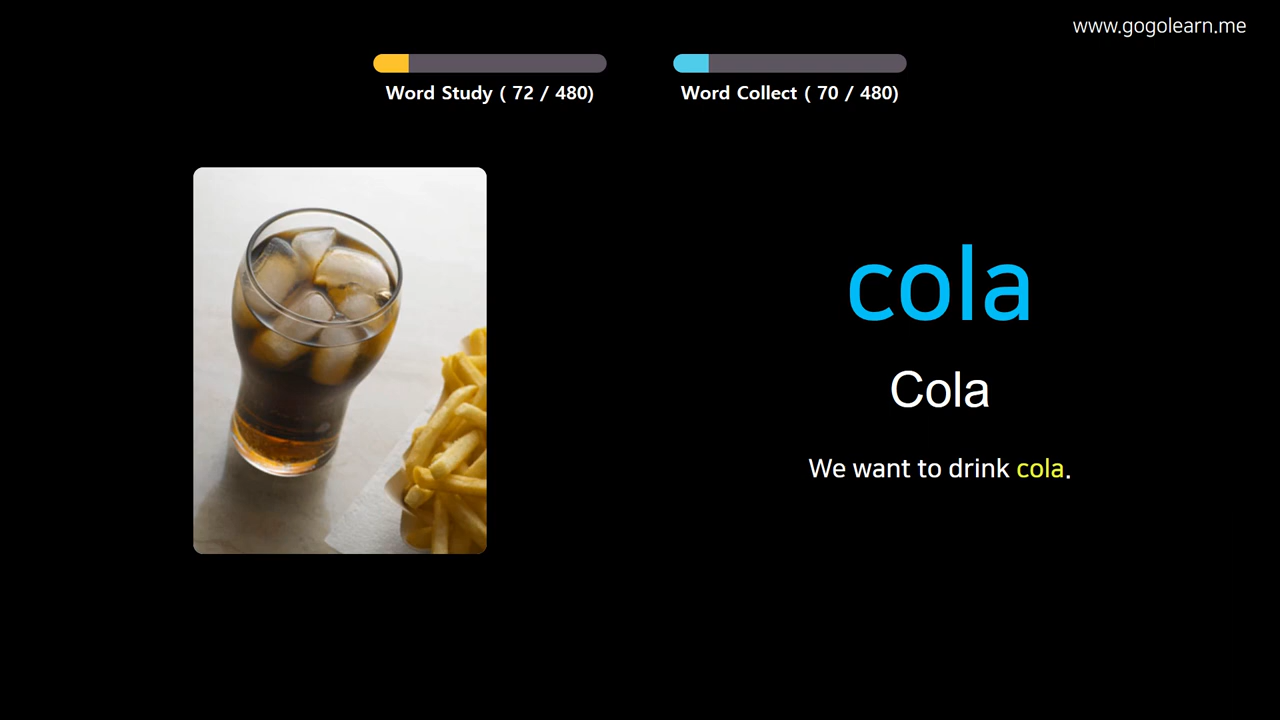 www.gogolearn.me
Word Study ( 72 / 480)
Word Collect ( 70 / 480)
cola
Cola
We want to drink cola.